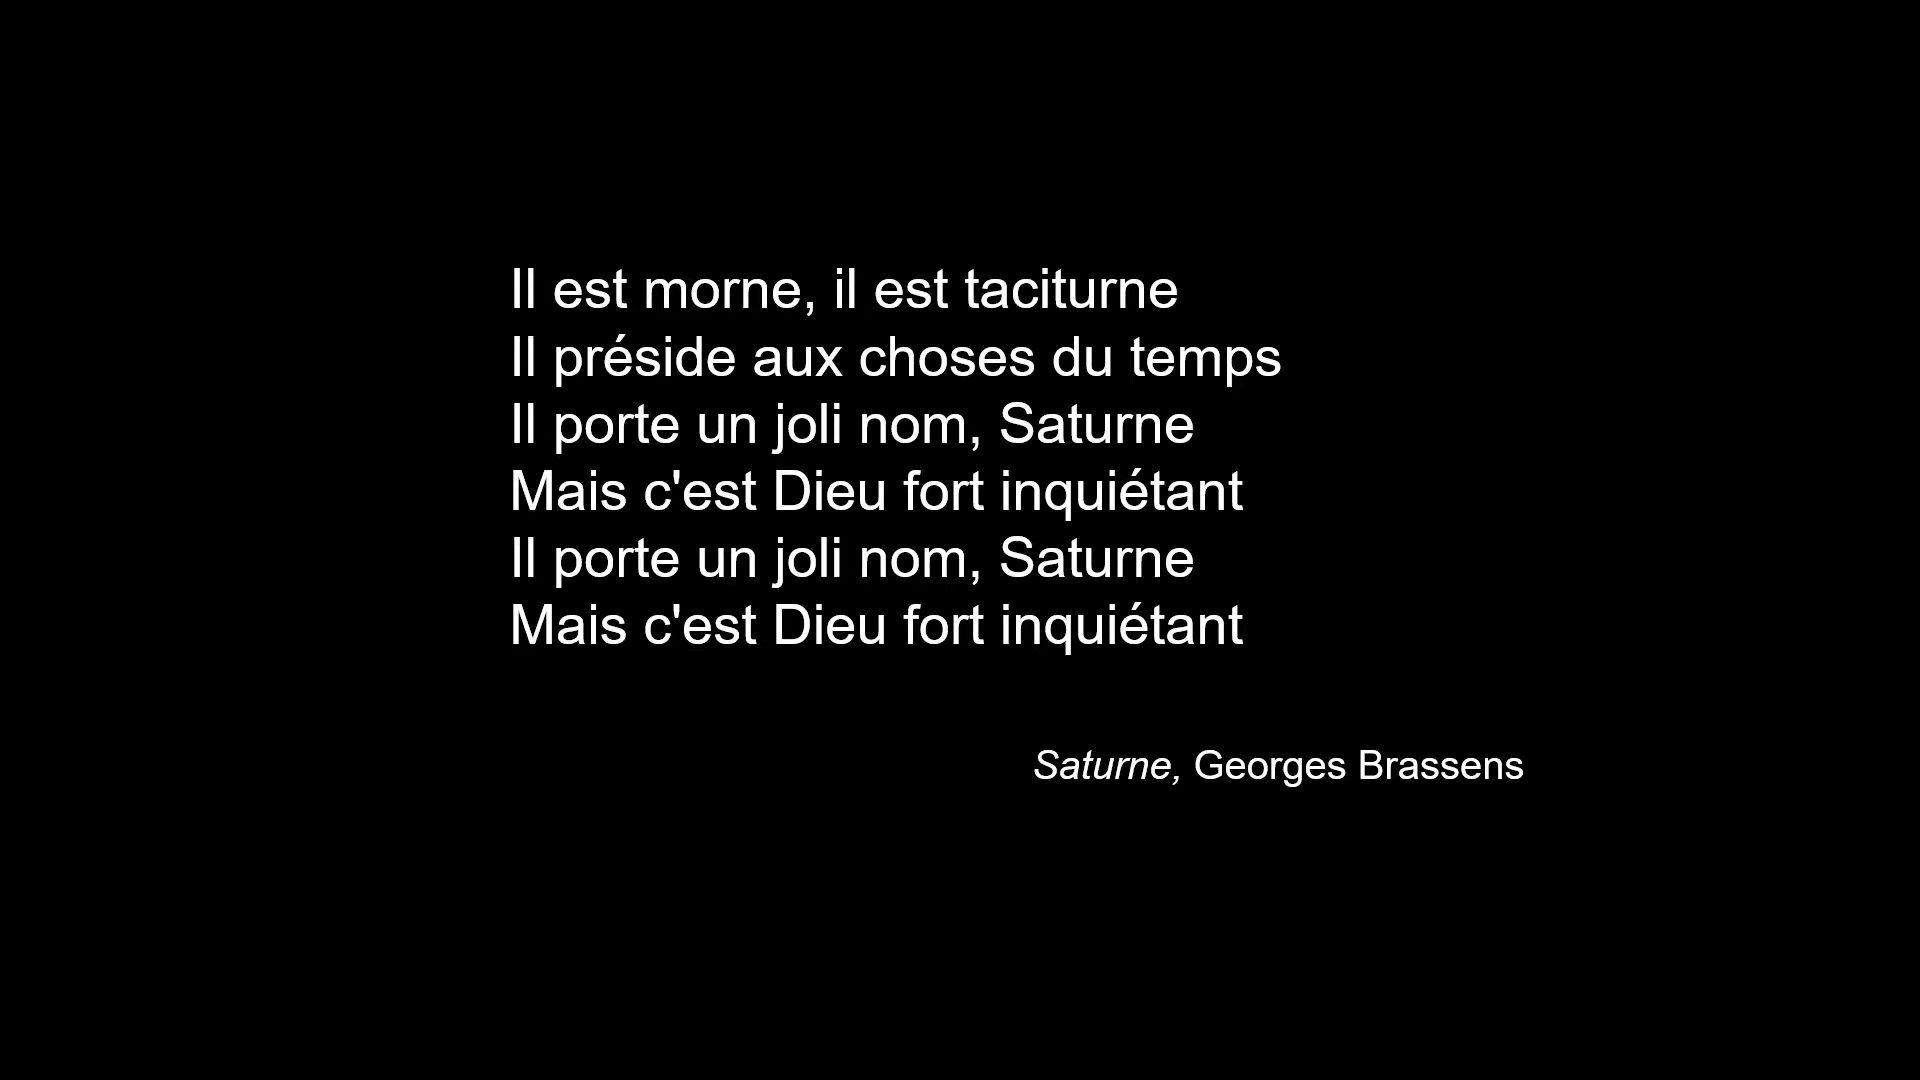 Il est morne, il est taciturne
Il préside aux choses du temps
Il porte un joli nom, Saturne
Mais c'est Dieu fort inquiétant
Il porte un joli nom, Saturne
Mais c'est Dieu fort inquiétant
Saturne, Georges Brassens